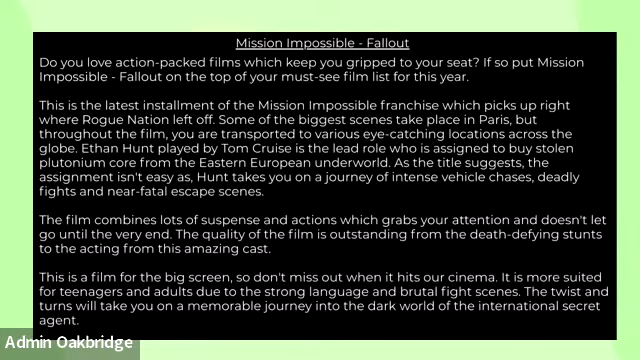 Mission Impossible - Fallout
Do you love action-packed films which keep you gripped to your seat? If so put Mission
Impossible - Fallout on the top of your must-see film list for this year.
This is the latest installment of the Mission Impossible franchise which picks up right
where Rogue Nation left off. Some of the biggest scenes take place in Paris, but
throughout the film, you are transported to various eye-catching locations across the
globe. Ethan Hunt played by Tom Cruise is the lead role who is assigned to buy stolen
plutonium core from the Eastern European underworld. As the title suggests, the
assignment isn't easy as, Hunt takes you on a journey of intense vehicle chases, deadly
fights and near-fatal escape scenes.
The film combines lots of suspense and actions which grabs your attention and doesn't let
go until the very end. The quality of the film is outstanding from the death-defying stunts
to the acting from this amazing cast.
This is a film for the big screen, so don't miss out when it hits our cinema. It is more suited
for teenagers and adults due to the strong language and brutal fight scenes. The twist and
turns will take you on a memorable journey into the dark world of the international secret
agent.
Admin Oakbridge